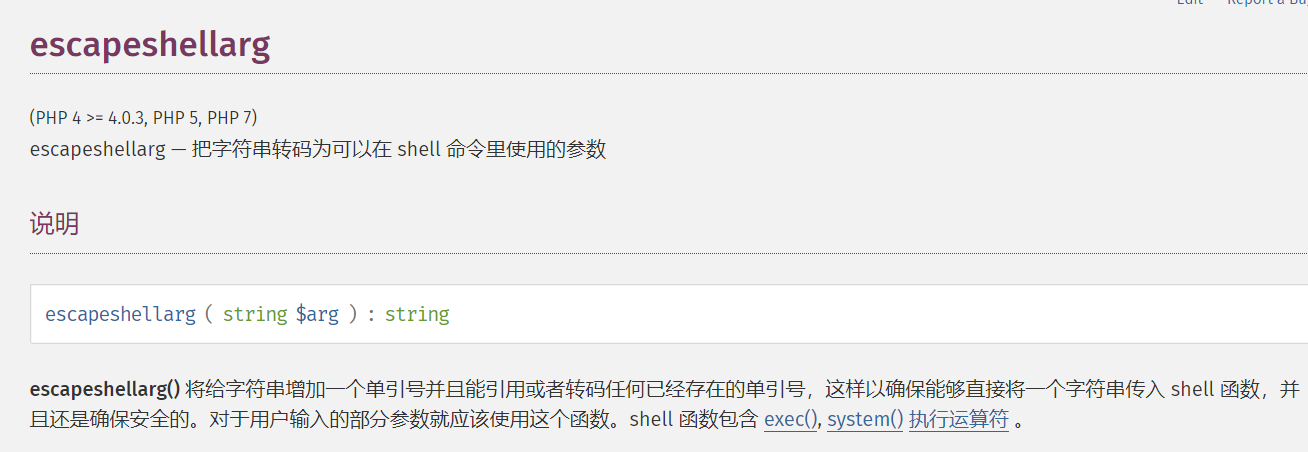 Edit Report a Bu
escapeshellarg
(PHP 4 >= 4.0.3, PHP 5, PHP 7)
escapeshellarg — 把字符串转码为可以在 shell 命令里使用的参数
说明
escapeshellarg ( string $arg ) : string
escapeshellarg() 将给字符串增加一个单引号并且能引用或者转码任何已经存在的单引号，这样以确保能够直接将一个字符串传入 shell 函数，并
且还是确保安全的。对于用户输入的部分参数就应该使用这个函数。shell 函数包含 exec(), system() 执行运算符 。